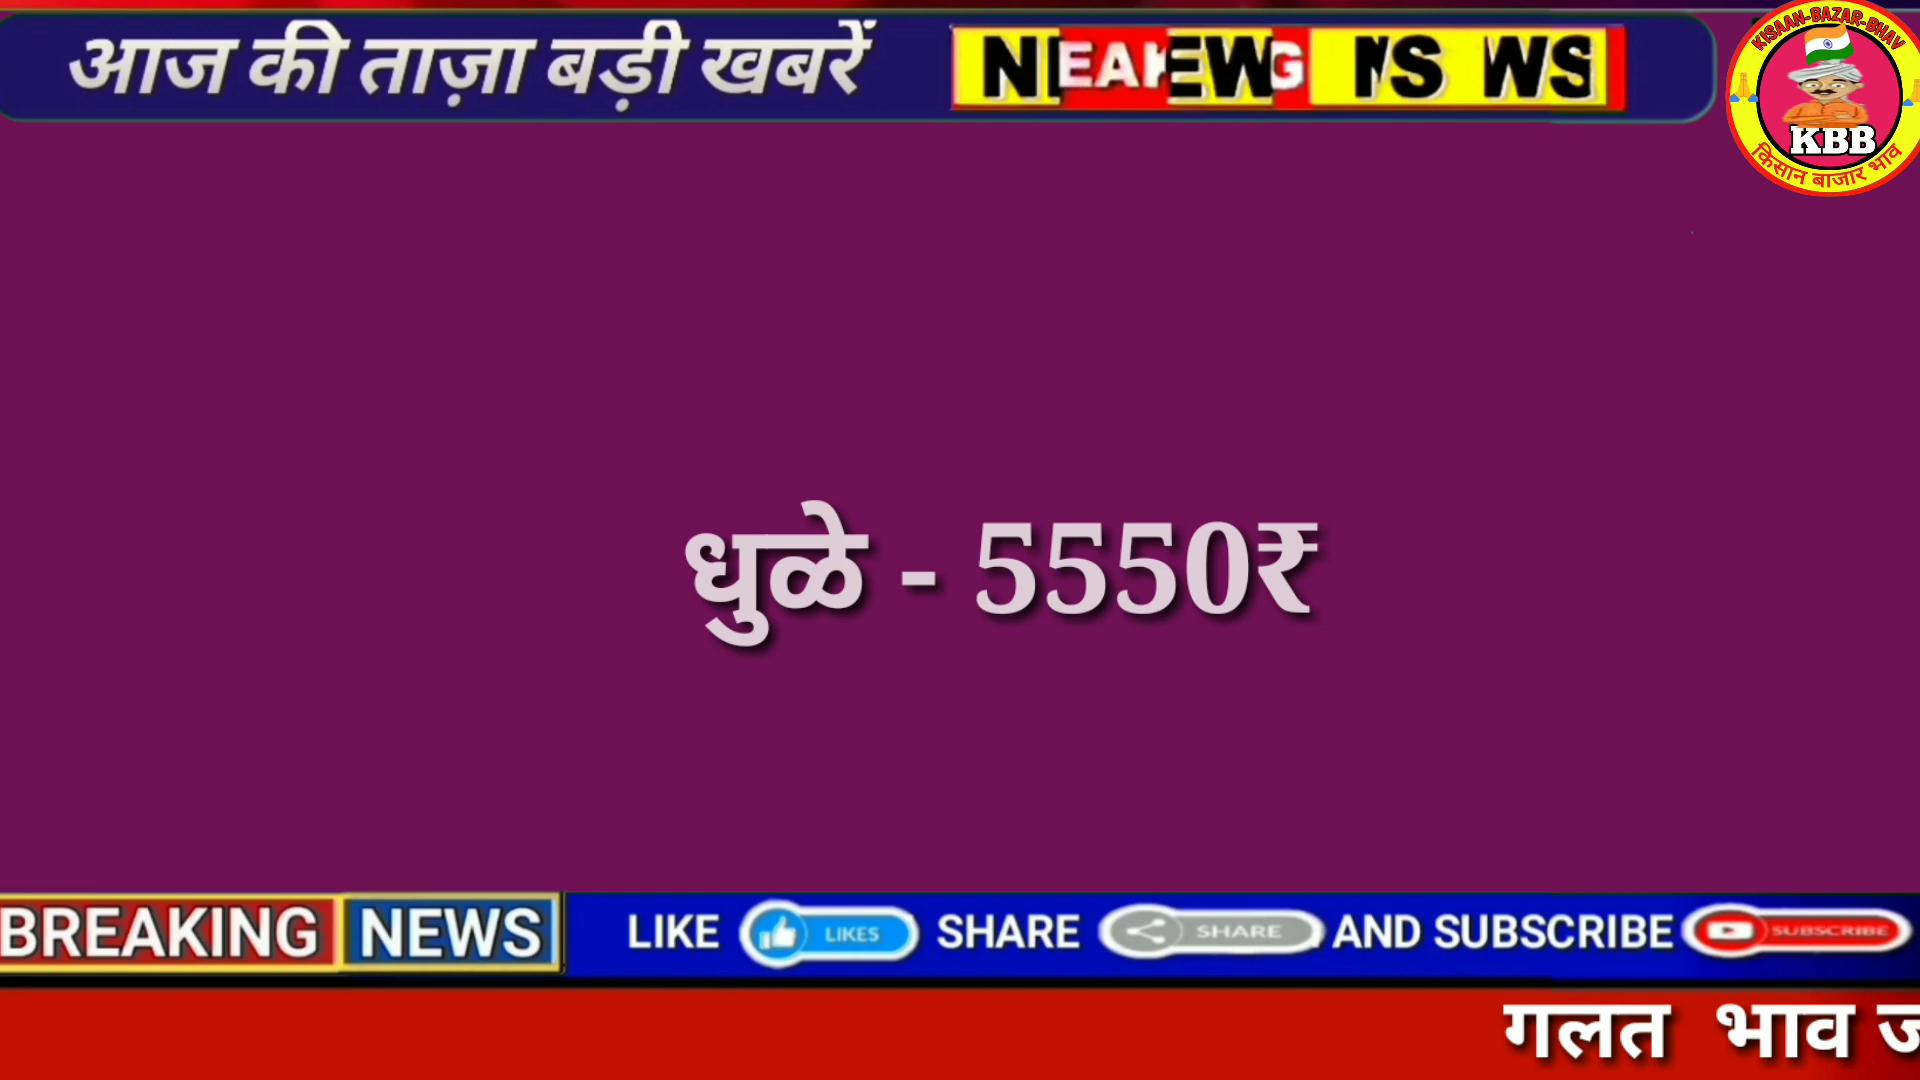 आज की ताज़ा बड़ी खबरें
KISAAN-BAZAR-BHAV
KBB
किसान बाजार भाव
धुळे - 5550₹
BREAKING NEWS LIKE LIKES SHARE SHARE AND SUBSCRIBE SUBSCRIBE
गलत भाव